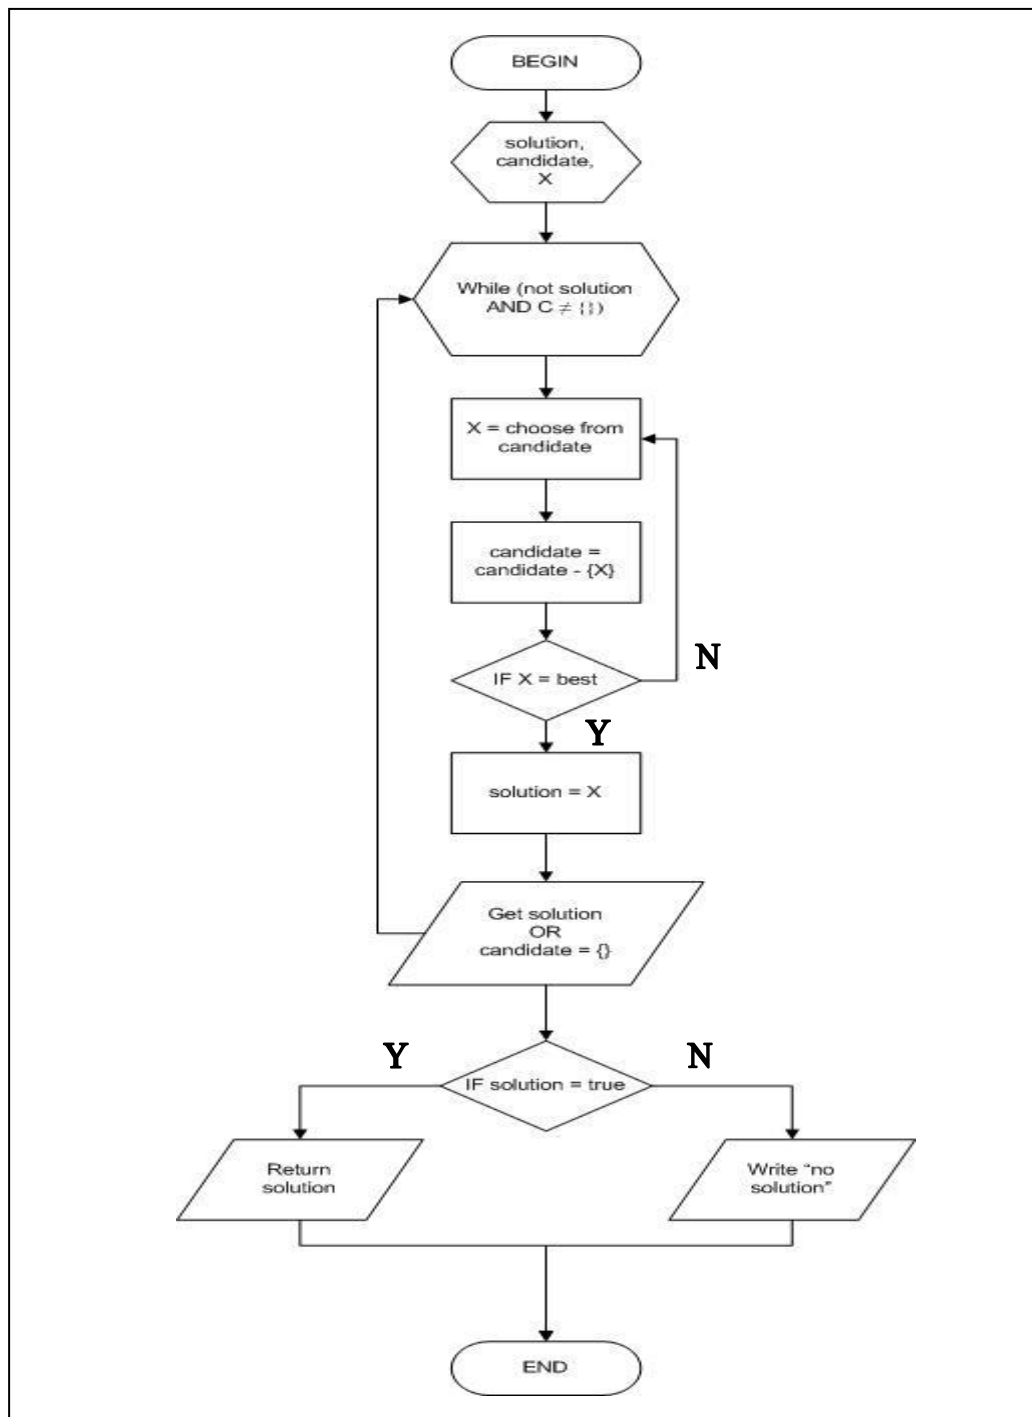 BEGIN
solution,
candidate,
X
While (not solution
AND C ≠ {})
X = choose from
candidate
candidate =
candidate - {X}
IF X = best
N
Y
solution = X
Get solution
OR
candidate = {}
Y
N
IF solution = true
Return
solution
Write “no
solution”
END